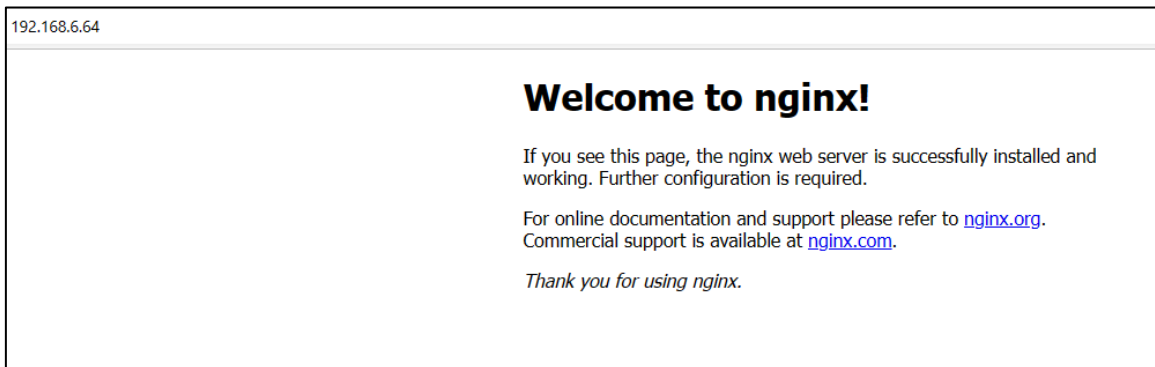 192.168.6.64
Welcome to nginx!
If you see this page, the nginx web server is successfully installed and
working. Further configuration is required.
For online documentation and support please refer to nginx.org.
Commercial support is available at nginx.com.
Thank you for using nginx.